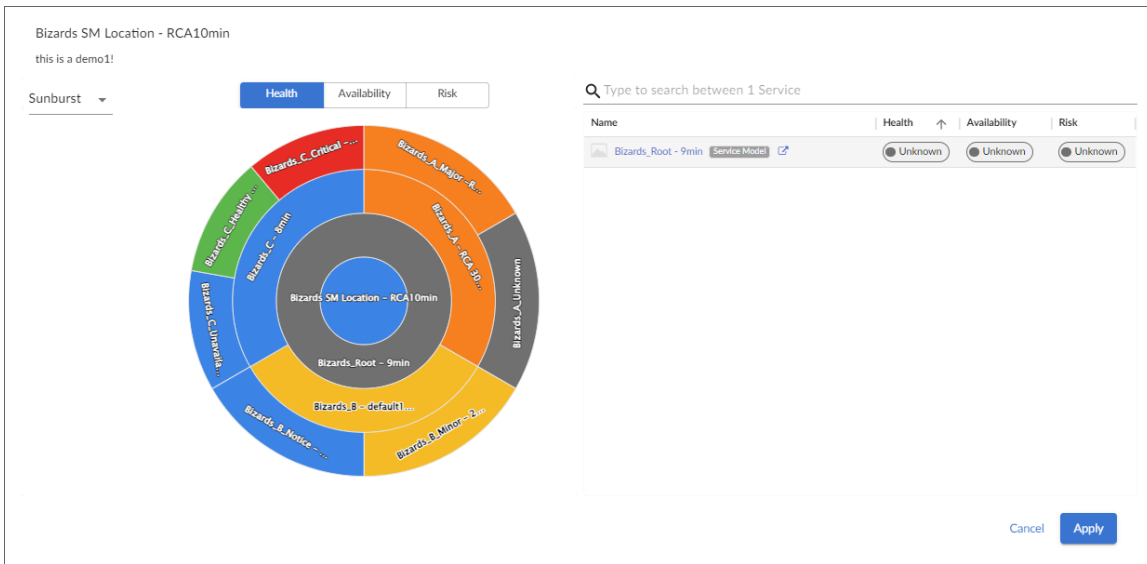 Bizards SM Location - RCA10min
this is a demo1!
Sunburst
Health Availability Risk
Bizards_C_Critical -...
Bizards_A_Major -R...
Bizards_C_Healthy ...
Bizards_C - 8min
Bizards_A - RCA 30...
Bizards_A_Unknown
Bizards_C_Unavaila...
Bizards SM Location - RCA10min
Bizards_Root - 9min
Bizards_B - default1...
Bizards_B_Notice - ...
Bizards_B_Minor - 2...
Type to search between 1 Service
Name Health Availability Risk
Bizards_Root - 9min Service Model Unknown Unknown Unknown
Cancel Apply